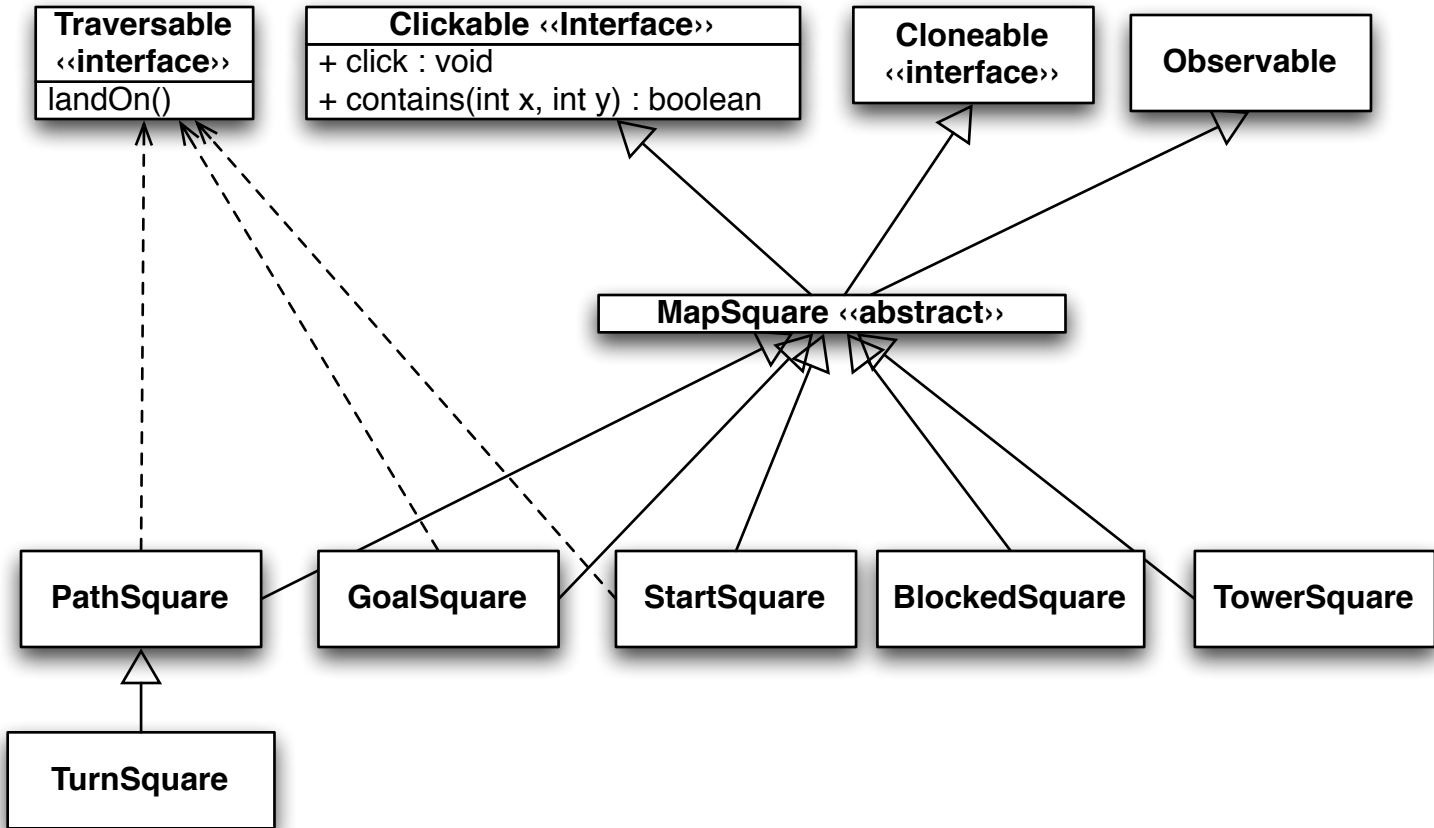 Traversable
‹‹interface››
landOn()
Clickable ‹‹Interface››
+ click : void
+ contains(int x, int y) : boolean
Cloneable
‹‹interface››
Observable
MapSquare ‹‹abstract››
PathSquare
GoalSquare
StartSquare
BlockedSquare
TowerSquare
TurnSquare